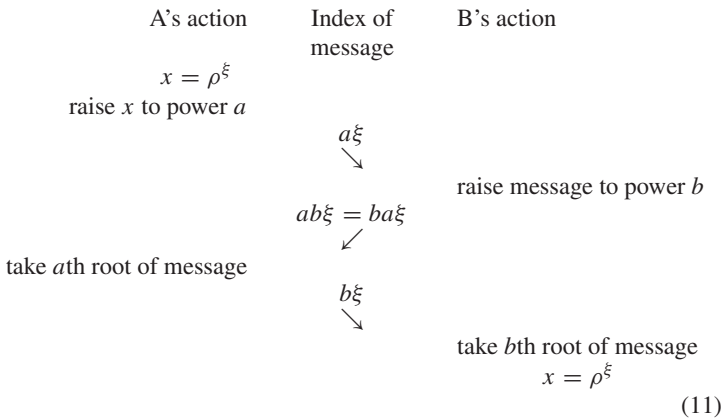 A's action Index of B's action
message
x = ρ^ξ
raise x to power a
aξ
↘
raise message to power b
abξ = baξ
↙
take ath root of message
bξ
↘
take bth root of message
x = ρ^ξ
(11)